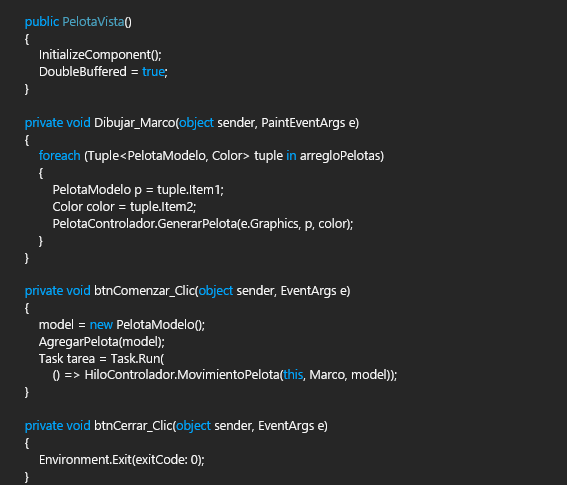 public PelotaVista()
{
InitializeComponent();
DoubleBuffered = true;
}
private void Dibujar_Marco(object sender, PaintEventArgs e)
{
foreach (Tuple<PelotaModelo, Color> tuple in arregloPelotas)
{
PelotaModelo p = tuple.Item1;
Color color = tuple.Item2;
PelotaControlador.GenerarPelota(e.Graphics, p, color);
}
}
private void btnComenzar_Clic(object sender, EventArgs e)
{
model = new PelotaModelo();
AgregarPelota(model);
Task tarea = Task.Run(
() => HiloControlador.MovimientoPelota(this, Marco, model));
}
private void btnCerrar_Clic(object sender, EventArgs e)
{
Environment.Exit(exitCode: 0);
}